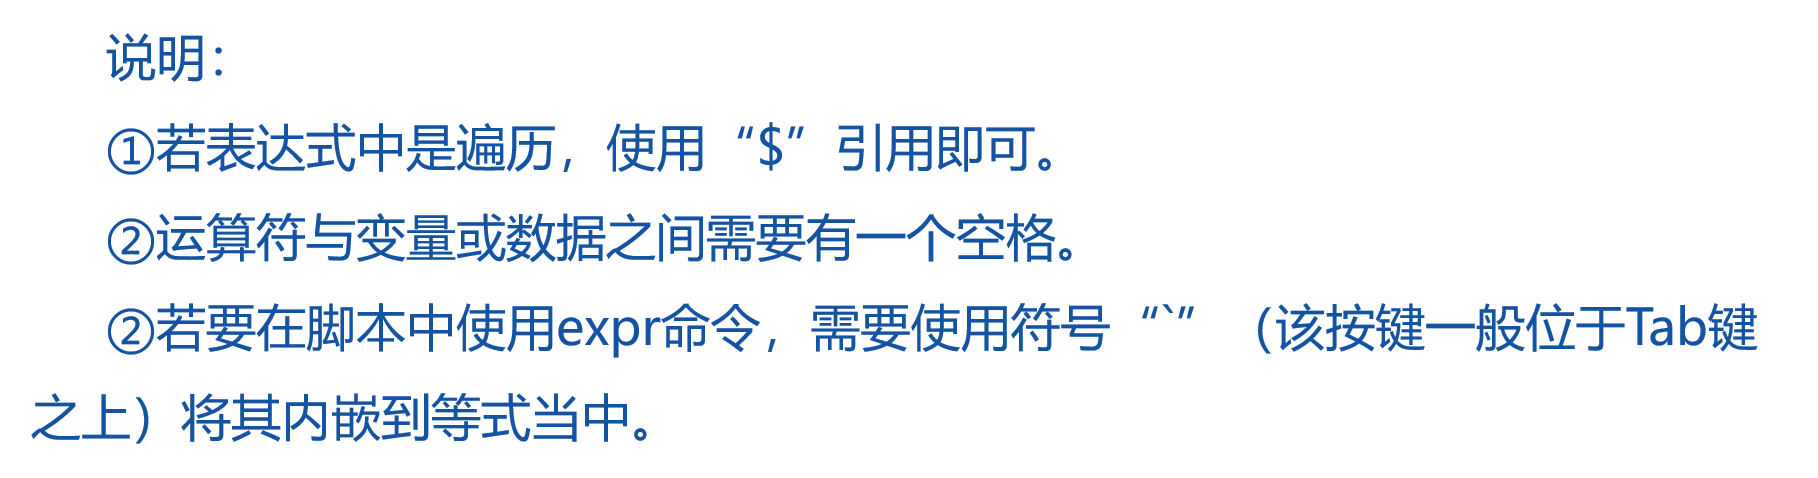 说明：
①若表达式中是遍历，使用“$”引用即可。
②运算符与变量或数据之间需要有一个空格。
②若要在脚本中使用expr命令，需要使用符号“`”（该按键一般位于Tab键
之上）将其内嵌到等式当中。